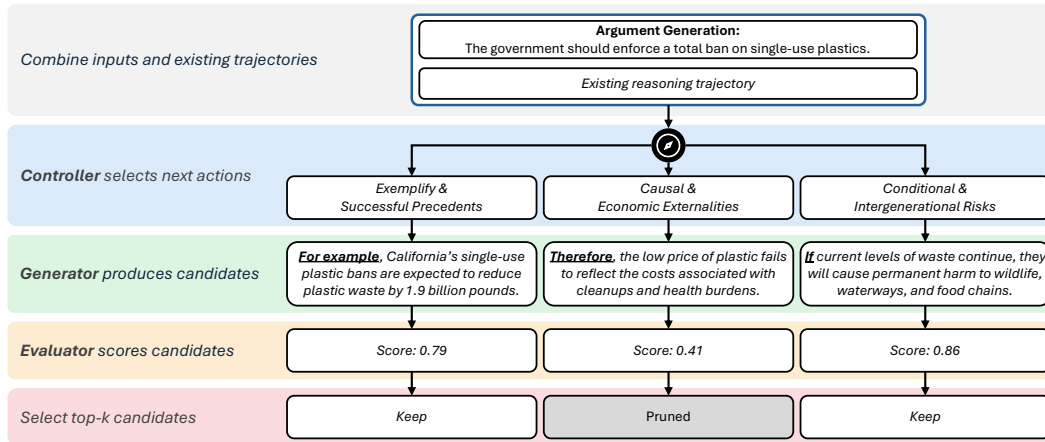 Combine inputs and existing trajectories
Argument Generation:
The government should enforce a total ban on single-use plastics.
Existing reasoning trajectory
Controller selects next actions
Exemplify &
Successful Precedents
Causal &
Economic Externalities
Conditional &
Intergenerational Risks
Generator produces candidates
For example, California's single-use
plastic bans are expected to reduce
plastic waste by 1.9 billion pounds.
Therefore, the low price of plastic fails
to reflect the costs associated with
cleanups and health burdens.
If current levels of waste continue, they
will cause permanent harm to wildlife,
waterways, and food chains.
Evaluator scores candidates
Score: 0.79
Score: 0.41
Score: 0.86
Select top-k candidates
Keep
Pruned
Keep